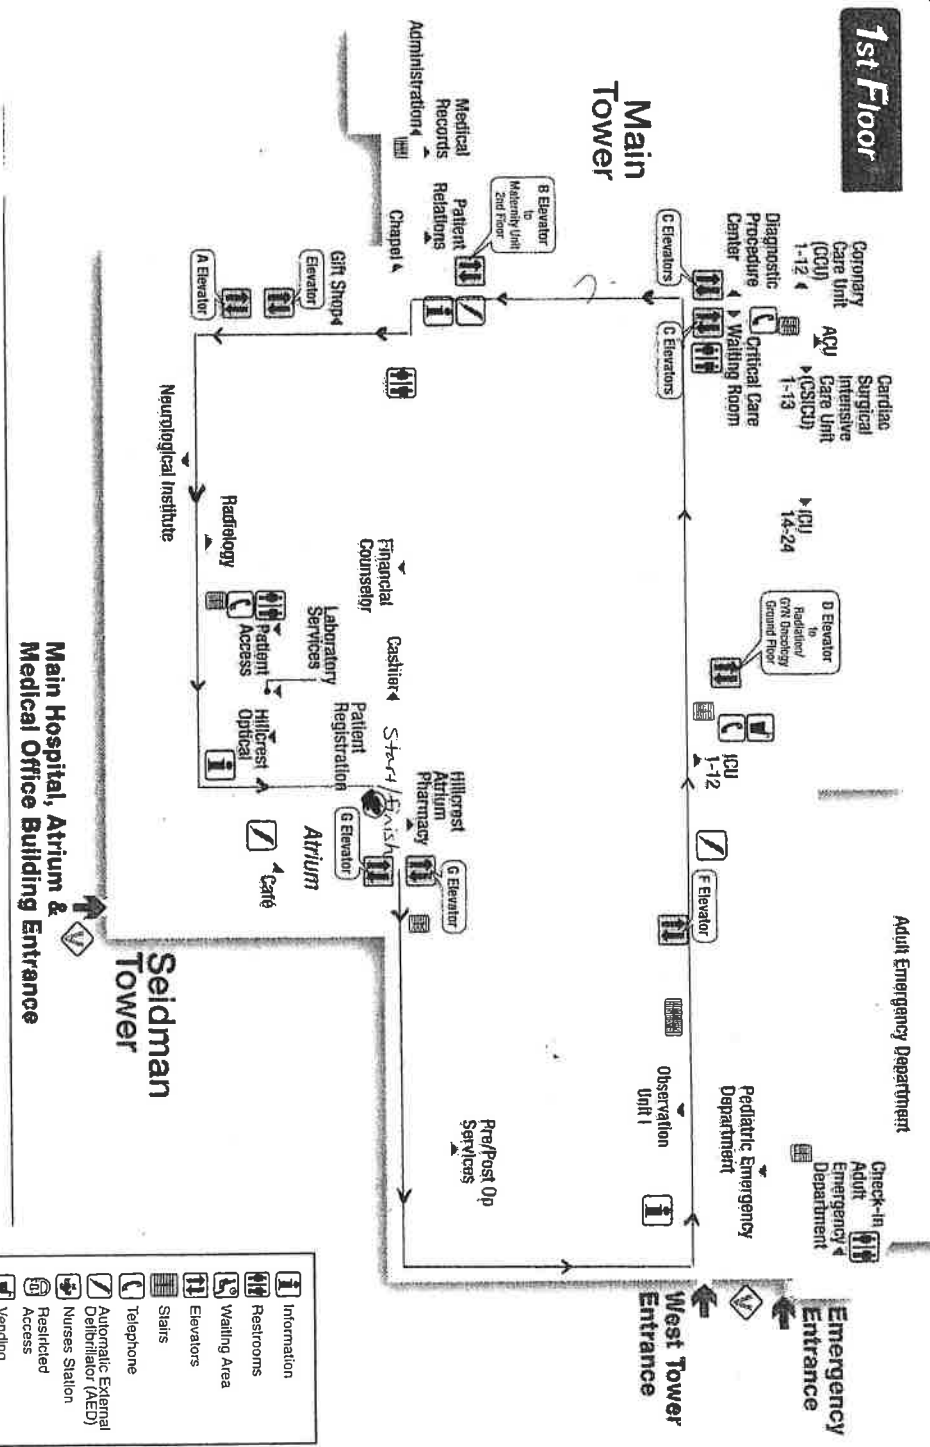 1st Floor
Main
Tower
Coronary
Care Unit
(CCU)
1-12
ACU
Cardiac
Surgical
Intensive
Care Unit
(CSICU)
1-13
ICU
14-24
Diagnostic
Procedure
Center
Critical Care
Waiting Room
C Elevators
C Elevators
D Elevator
to
Radiation/
GYN Oncology
Ground Floor
ICU
1-12
F Elevator
Adult Emergency Department
Pediatric Emergency
Department
Check-in
Adult
Emergency
Department
Observation
Unit I
Emergency
Entrance
West Tower
Entrance
B Elevator
to
Maternity Unit
2nd Floor
Administration
Medical
Records
Patient
Relations
Chapel
Gift Shop
Elevator
A Elevator
Neurological Institute
Radiology
Financial
Counselor
Cashier
Laboratory
Services
Patient
Access
Hillcrest
Optical
Patient
Registration
Start/finish
Hillcrest
Atrium
Pharmacy
G Elevator
G Elevator
Atrium
Café
Pre/Post Op
Services
Seidman
Tower
Main Hospital, Atrium &
Medical Office Building Entrance
V
V
Information
Restrooms
Waiting Area
Elevators
Stairs
Telephone
Automatic External
Defibrillator (AED)
Nurses Station
Restricted
Access
Vending